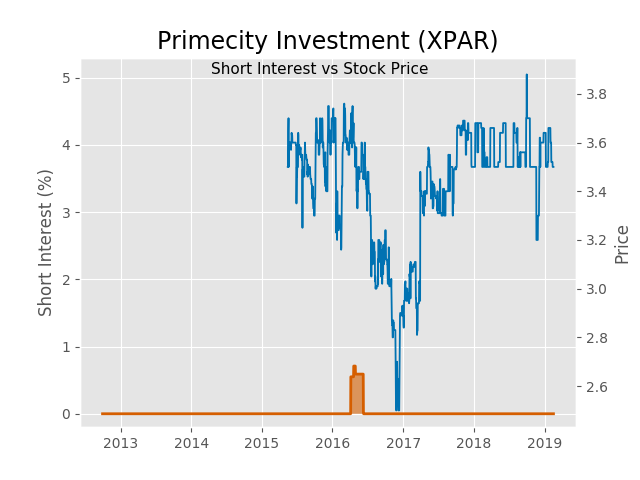 Primecity Investment (XPAR)
Short Interest vs Stock Price
5
4
3
2
1
0
Short Interest (%)
3.8
3.6
3.4
3.2
3.0
2.8
2.6
Price
2013 2014 2015 2016 2017 2018 2019